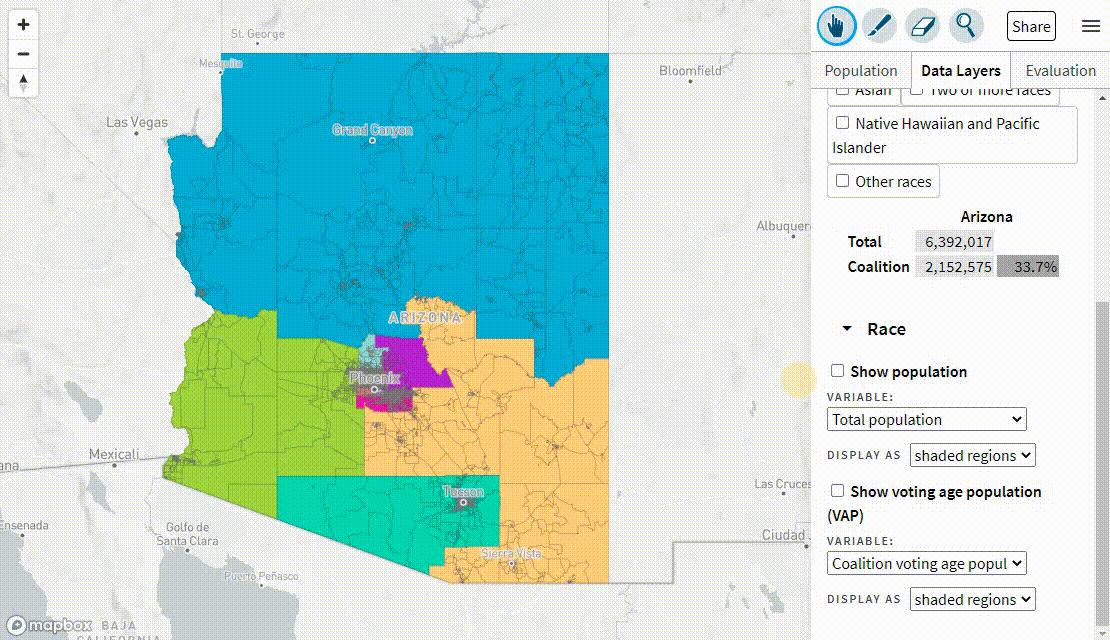 St. George
Mesquite
Bloomfield
Las Vegas
Grand Canyon
Albuquer
ARIZONA
Phoenix
Mexicali
ana
Tucson
Las Cruces
Ensenada
Golfo de
Santa Clara
Sierra Vista
Ciudad
Puerto Peñasco
mapbox
BAJA
CALIFORNIA
Share
Population
Data Layers
Evaluation
Asian
Two or more races
Native Hawaiian and Pacific
Islander
Other races
Arizona
Total 6,392,017
Coalition 2,152,575 33.7%
Race
Show population
VARIABLE:
Total population
DISPLAY AS shaded regions
Show voting age population
(VAP)
VARIABLE:
Coalition voting age popul
DISPLAY AS shaded regions